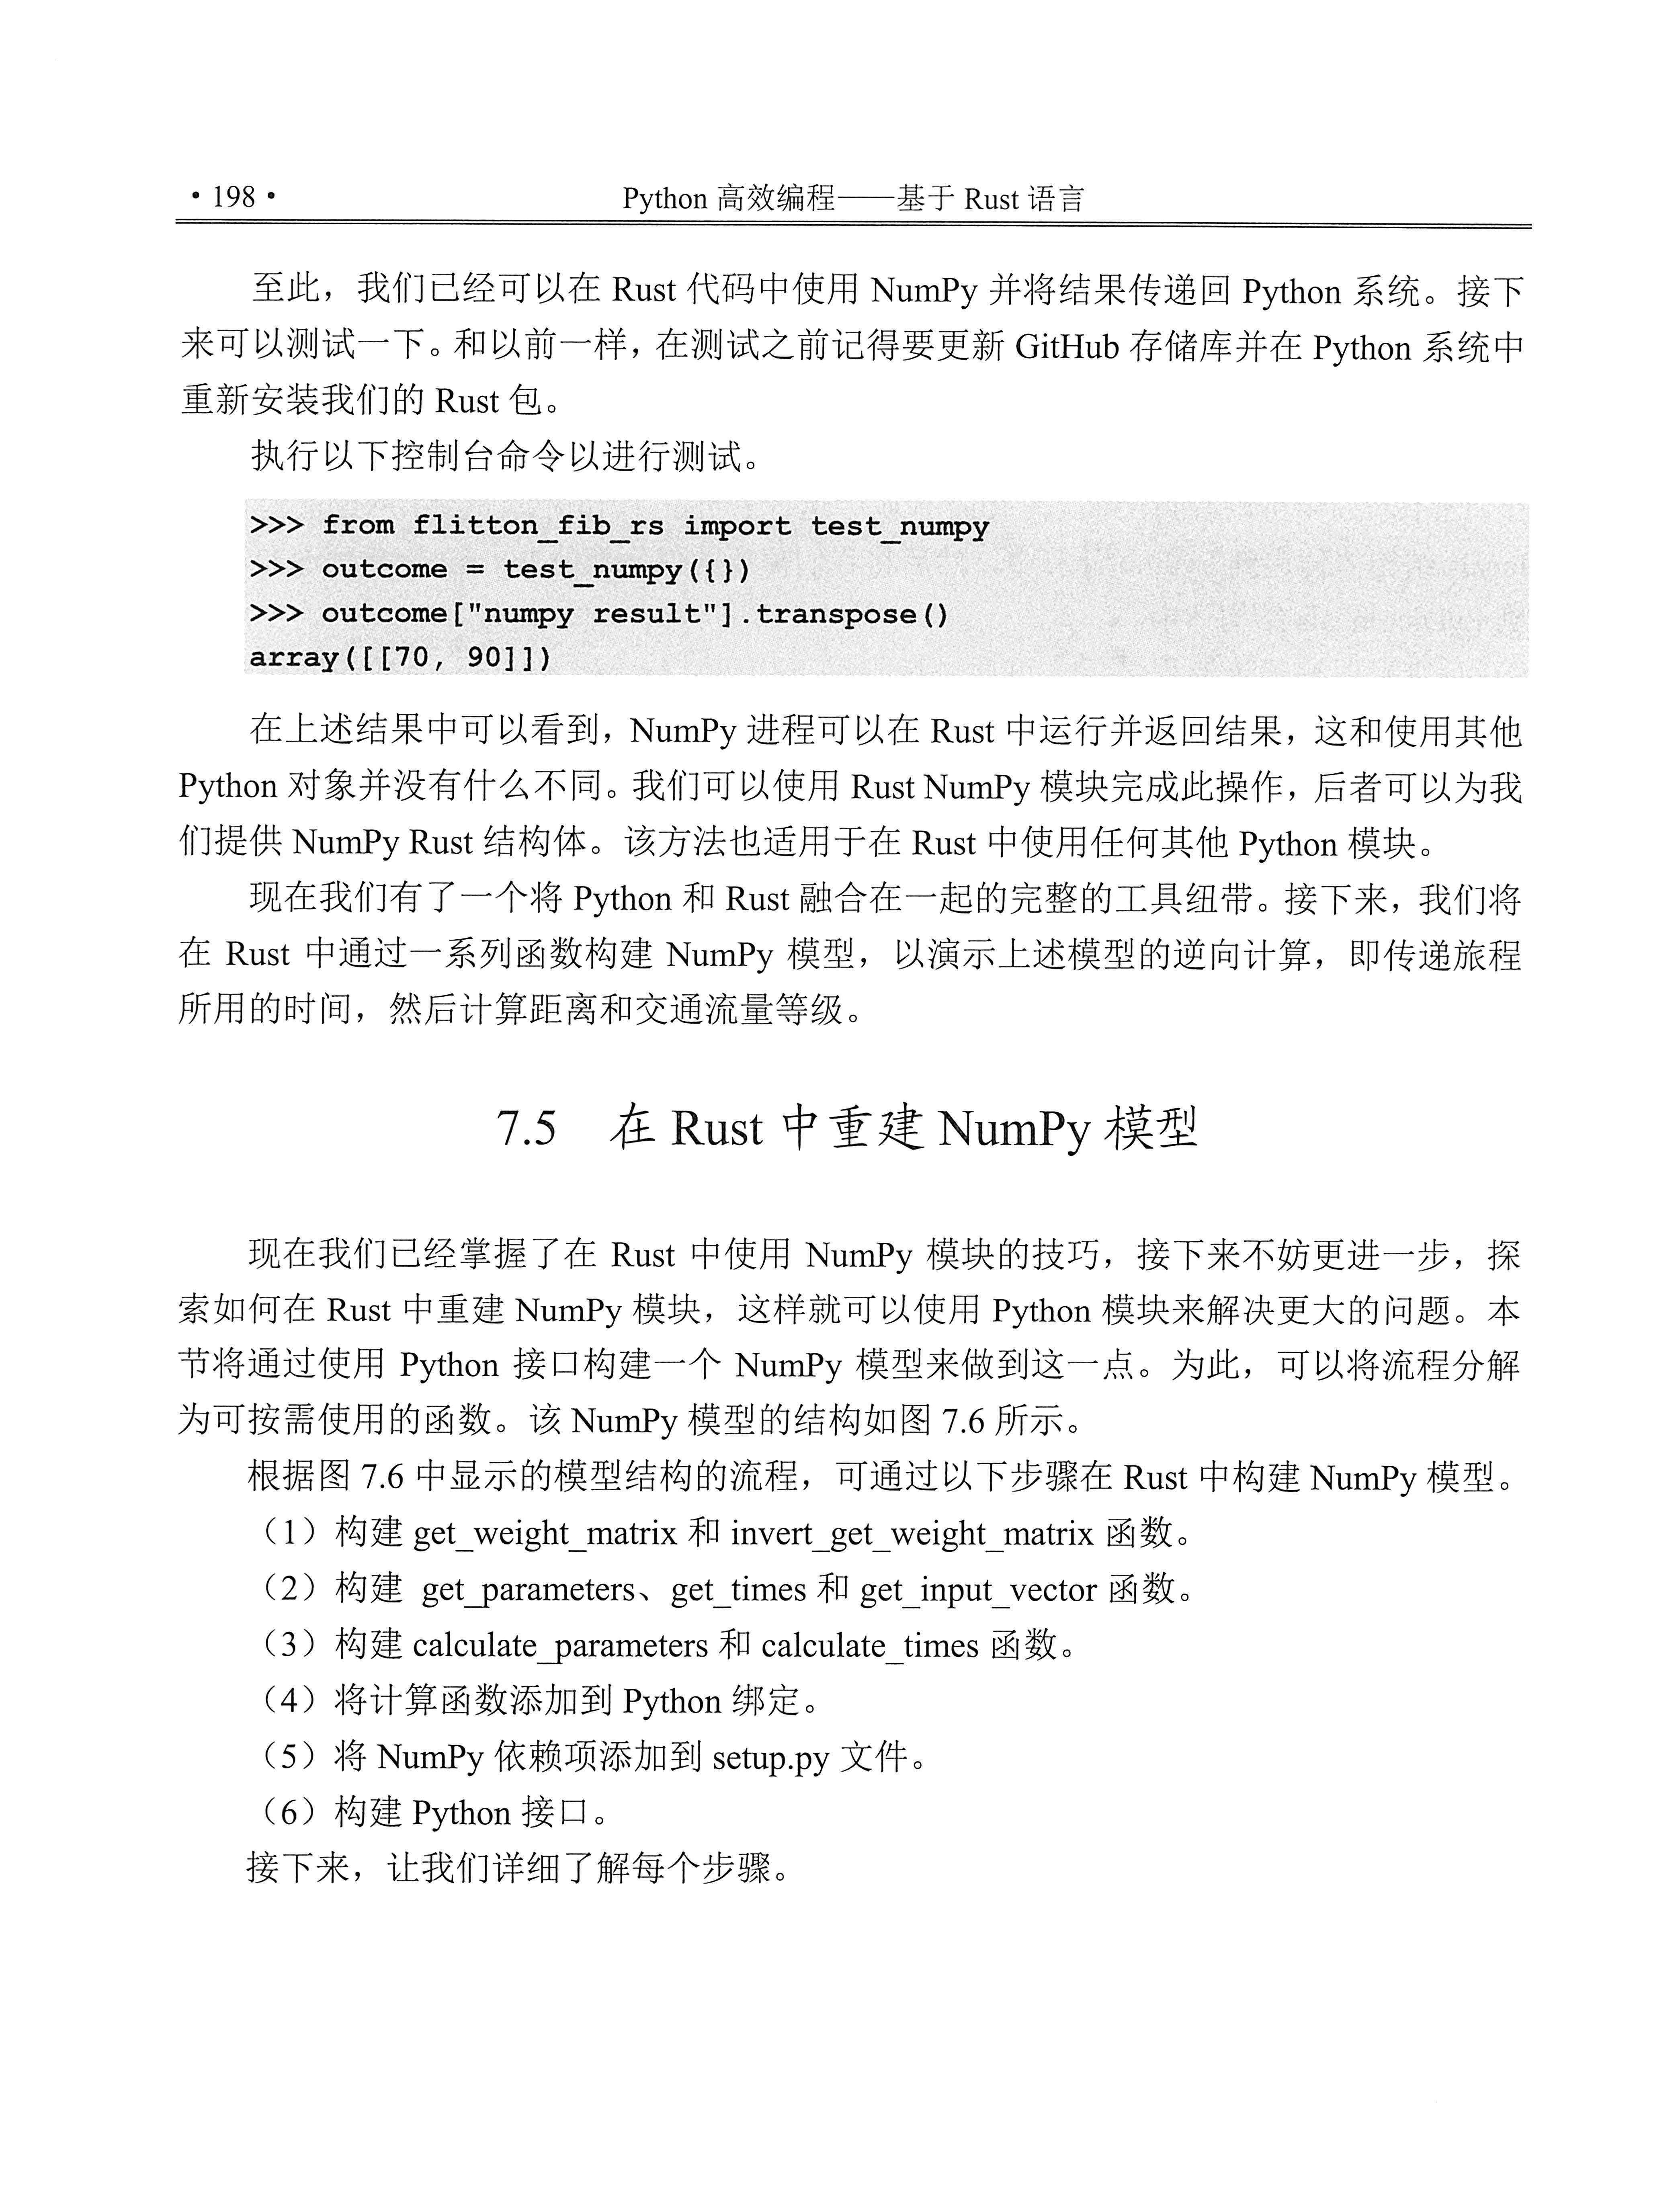 • 198 •
Python 高效编程——基于 Rust 语言
至此，我们已经可以在 Rust 代码中使用 NumPy 并将结果传递回 Python 系统。接下
来可以测试一下。和以前一样，在测试之前记得要更新 GitHub 存储库并在 Python 系统中
重新安装我们的 Rust 包。
执行以下控制台命令以进行测试。
>>> from flitton_fib_rs import test_numpy
>>> outcome = test_numpy({})
>>> outcome["numpy result"].transpose()
array([[70, 90]])
在上述结果中可以看到，NumPy 进程可以在 Rust 中运行并返回结果，这和使用其他
Python 对象并没有什么不同。我们可以使用 Rust NumPy 模块完成此操作，后者可以为我
们提供 NumPy Rust 结构体。该方法也适用于在 Rust 中使用任何其他 Python 模块。
现在我们有了一个将 Python 和 Rust 融合在一起的完整的工具纽带。接下来，我们将
在 Rust 中通过一系列函数构建 NumPy 模型，以演示上述模型的逆向计算，即传递旅程
所用的时间，然后计算距离和交通流量等级。
7.5 在 Rust 中重建 NumPy 模型
现在我们已经掌握了在 Rust 中使用 NumPy 模块的技巧，接下来不妨更进一步，探
索如何在 Rust 中重建 NumPy 模块，这样就可以使用 Python 模块来解决更大的问题。本
节将通过使用 Python 接口构建一个 NumPy 模型来做到这一点。为此，可以将流程分解
为可按需使用的函数。该 NumPy 模型的结构如图 7.6 所示。
根据图 7.6 中显示的模型结构的流程，可通过以下步骤在 Rust 中构建 NumPy 模型。
（1）构建 get_weight_matrix 和 invert_get_weight_matrix 函数。
（2）构建 get_parameters、get_times 和 get_input_vector 函数。
（3）构建 calculate_parameters 和 calculate_times 函数。
（4）将计算函数添加到 Python 绑定。
（5）将 NumPy 依赖项添加到 setup.py 文件。
（6）构建 Python 接口。
接下来，让我们详细了解每个步骤。